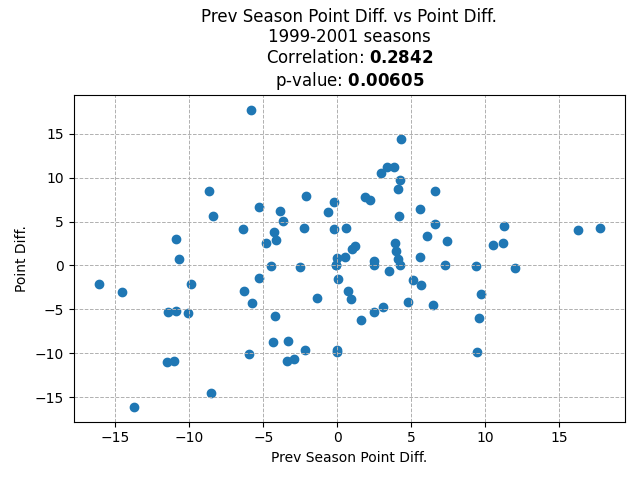 Prev Season Point Diff. vs Point Diff.
1999-2001 seasons
Correlation: 0.2842
p-value: 0.00605
15
10
5
0
−5
−10
−15
Point Diff.
−15 −10 −5 0 5 10 15
Prev Season Point Diff.